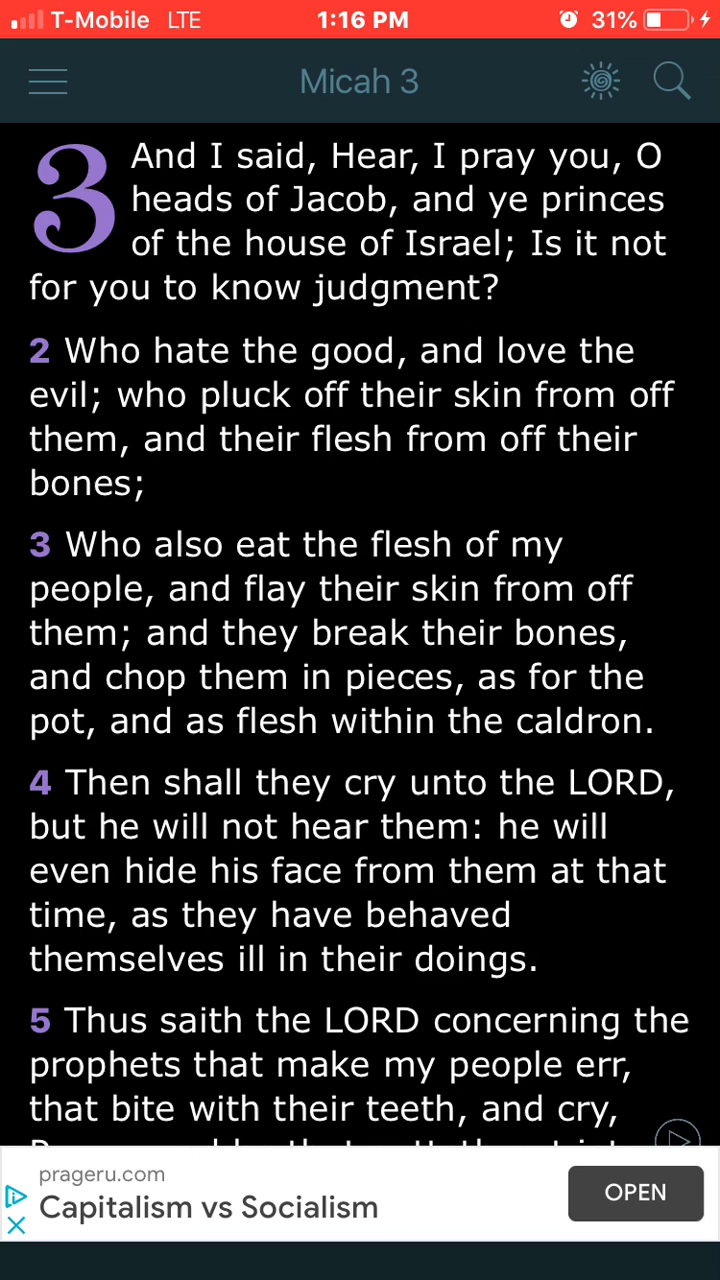 T-Mobile LTE 1:16 PM 31%
Micah 3
3 And I said, Hear, I pray you, O
heads of Jacob, and ye princes
of the house of Israel; Is it not
for you to know judgment?
2 Who hate the good, and love the
evil; who pluck off their skin from off
them, and their flesh from off their
bones;
3 Who also eat the flesh of my
people, and flay their skin from off
them; and they break their bones,
and chop them in pieces, as for the
pot, and as flesh within the caldron.
4 Then shall they cry unto the LORD,
but he will not hear them: he will
even hide his face from them at that
time, as they have behaved
themselves ill in their doings.
5 Thus saith the LORD concerning the
prophets that make my people err,
that bite with their teeth, and cry,
prageru.com
Capitalism vs Socialism
OPEN